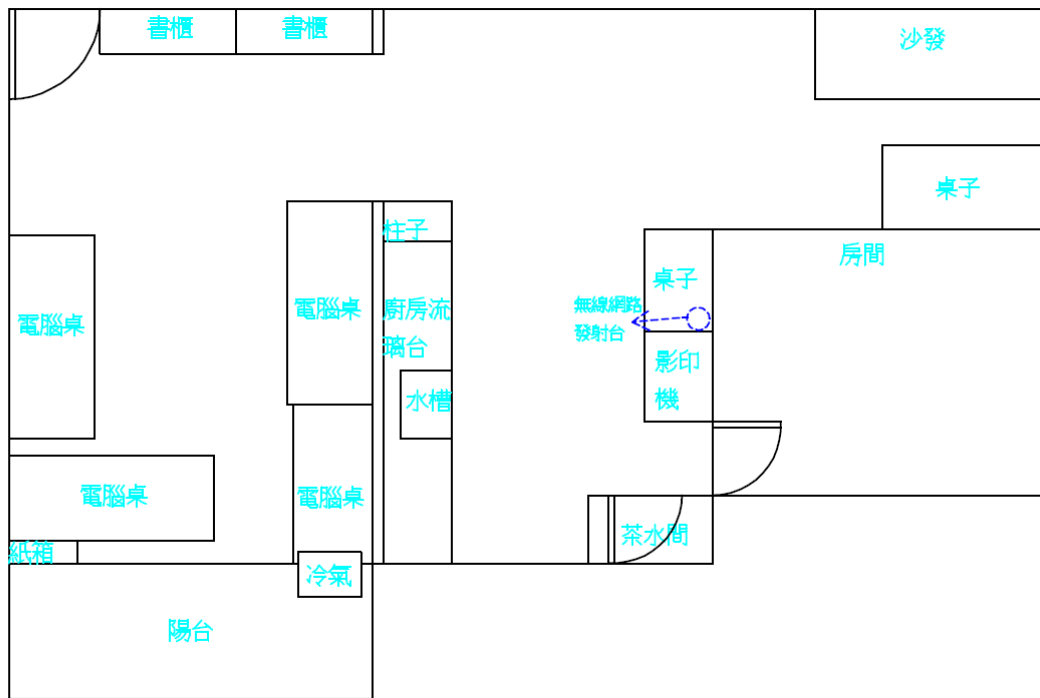 書櫃
書櫃
沙發
桌子
柱子
房間
桌子
電腦桌
電腦桌
廚房流
璃台
無線網路
發射台
影印
機
水槽
電腦桌
電腦桌
茶水間
紙箱
冷氣
陽台